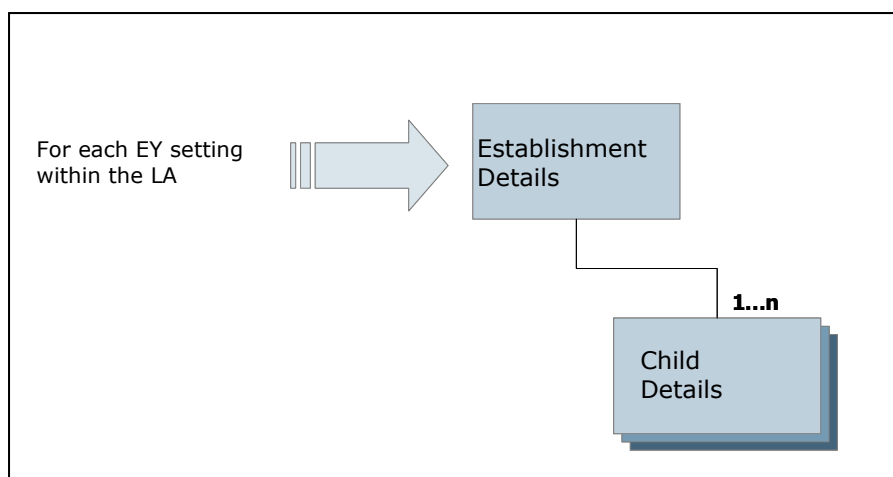 For each EY setting
within the LA
Establishment
Details
1...n
Child
Details